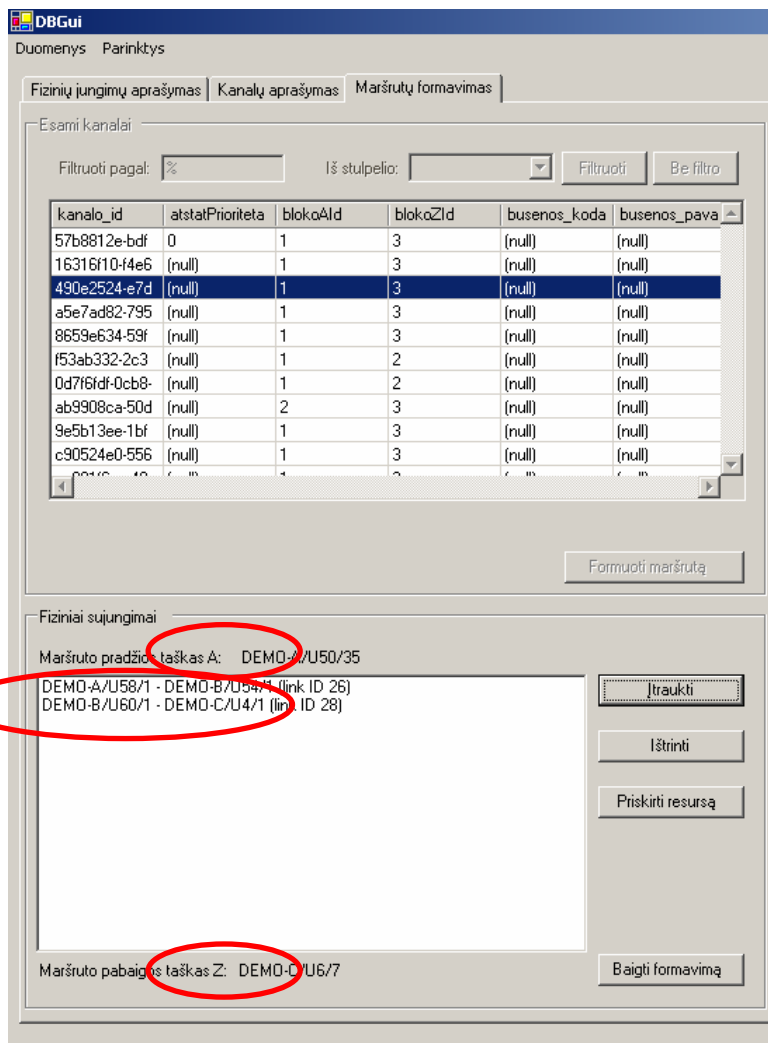 DBGui
Duomenys Parinktys
Fizinių jungimų aprašymas Kanalų aprašymas Maršrutų formavimas
Esami kanalai
Filtruoti pagal: % Iš stulpelio: Filtruoti Be filtro
kanalo_id atstatPrioriteta blokoAId blokoZId busenos_koda busenos_pava
57b8812e-bdf 0 1 3 (null) (null)
16316f10-f4e6 (null) 1 3 (null) (null)
490e2524-e7d (null) 1 3 (null) (null)
a5e7ad82-795 (null) 1 3 (null) (null)
8659e634-59f (null) 1 3 (null) (null)
f53ab332-2c3 (null) 1 2 (null) (null)
0d7f6fdf-0cb8- (null) 1 2 (null) (null)
ab9908ca-50d (null) 2 3 (null) (null)
9e5b13ee-1bf (null) 1 3 (null) (null)
c90524e0-556 (null) 1 3 (null) (null)
Formuoti maršrutą
Fiziniai sujungimai
Maršruto pradžios taškas A: DEMO-A/U50/35
DEMO-A/U58/1 - DEMO-B/U54/1 (link ID 26)
DEMO-B/U60/1 - DEMO-C/U4/1 (link ID 28)
Įtraukti
Ištrinti
Priskirti resursą
Maršruto pabaigos taškas Z: DEMO-C/U6/7
Baigti formavimą